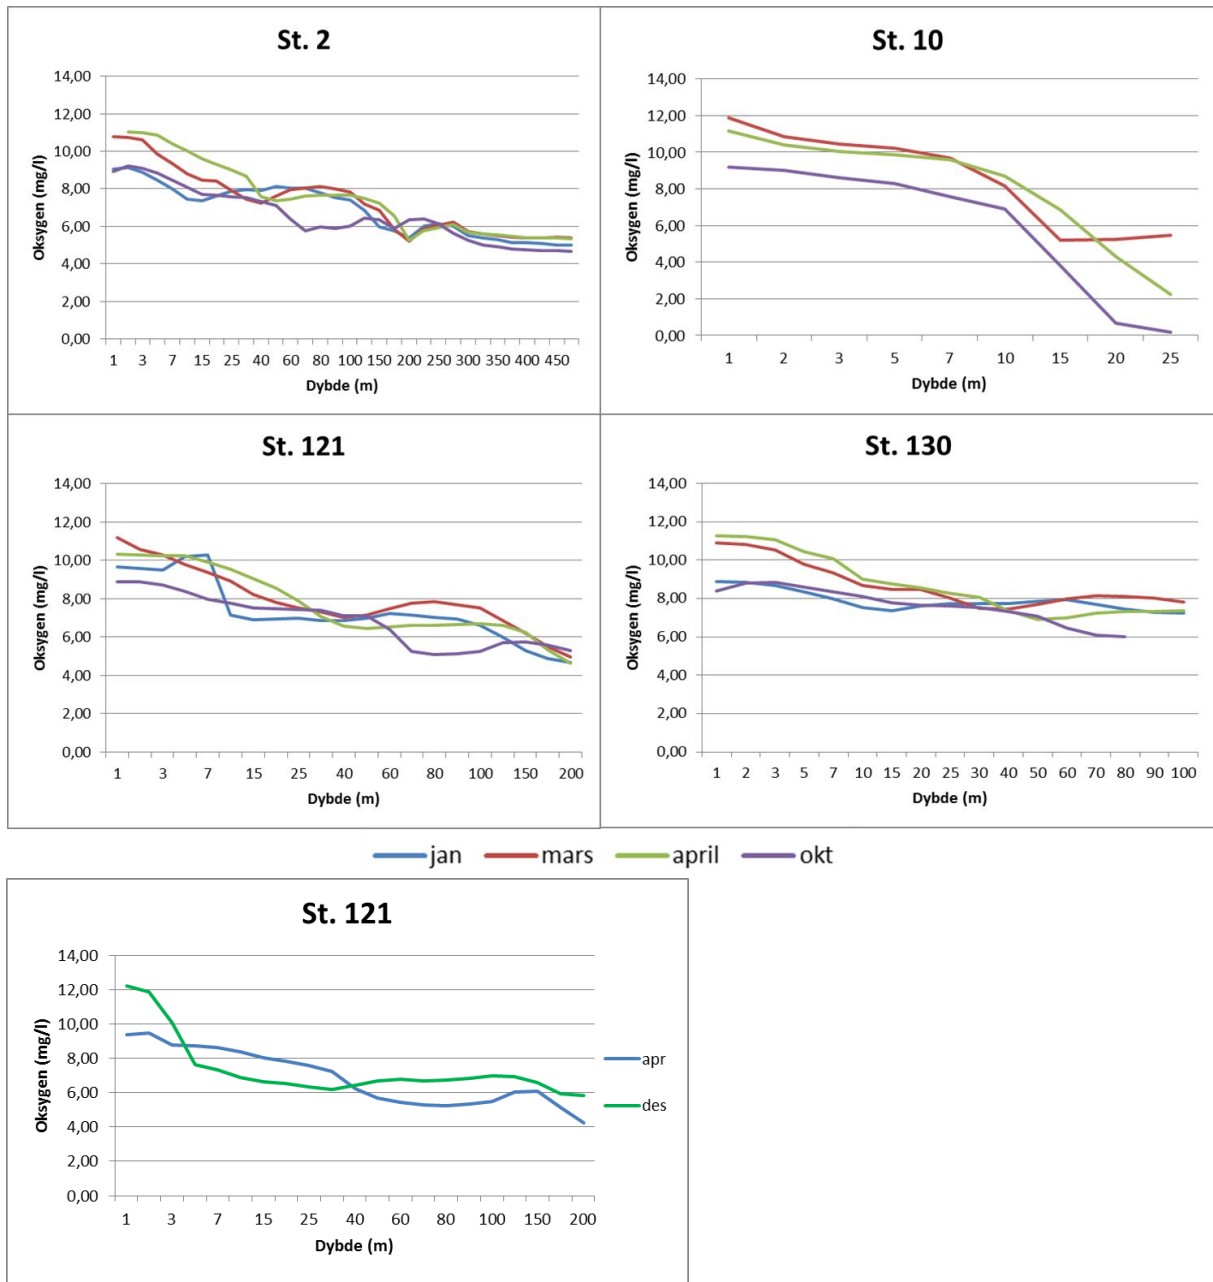 St. 2
14,00
12,00
10,00
8,00
6,00
4,00
2,00
0,00
Oksygen (mg/l)
1 3 7 15 25 40 60 80 100 150 200 250 300 350 400 450
Dybde (m)
St. 10
14,00
12,00
10,00
8,00
6,00
4,00
2,00
0,00
Oksygen (mg/l)
1 2 3 5 7 10 15 20 25
Dybde (m)
St. 121
14,00
12,00
10,00
8,00
6,00
4,00
2,00
0,00
Oksygen (mg/l)
1 3 7 15 25 40 60 80 100 150 200
Dybde (m)
St. 130
14,00
12,00
10,00
8,00
6,00
4,00
2,00
0,00
Oksygen (mg/l)
1 2 3 5 7 10 15 20 25 30 40 50 60 70 80 90 100
Dybde (m)
jan mars april okt
St. 121
14,00
12,00
10,00
8,00
6,00
4,00
2,00
0,00
Oksygen (mg/l)
1 3 7 15 25 40 60 80 100 150 200
Dybde (m)
apr
des